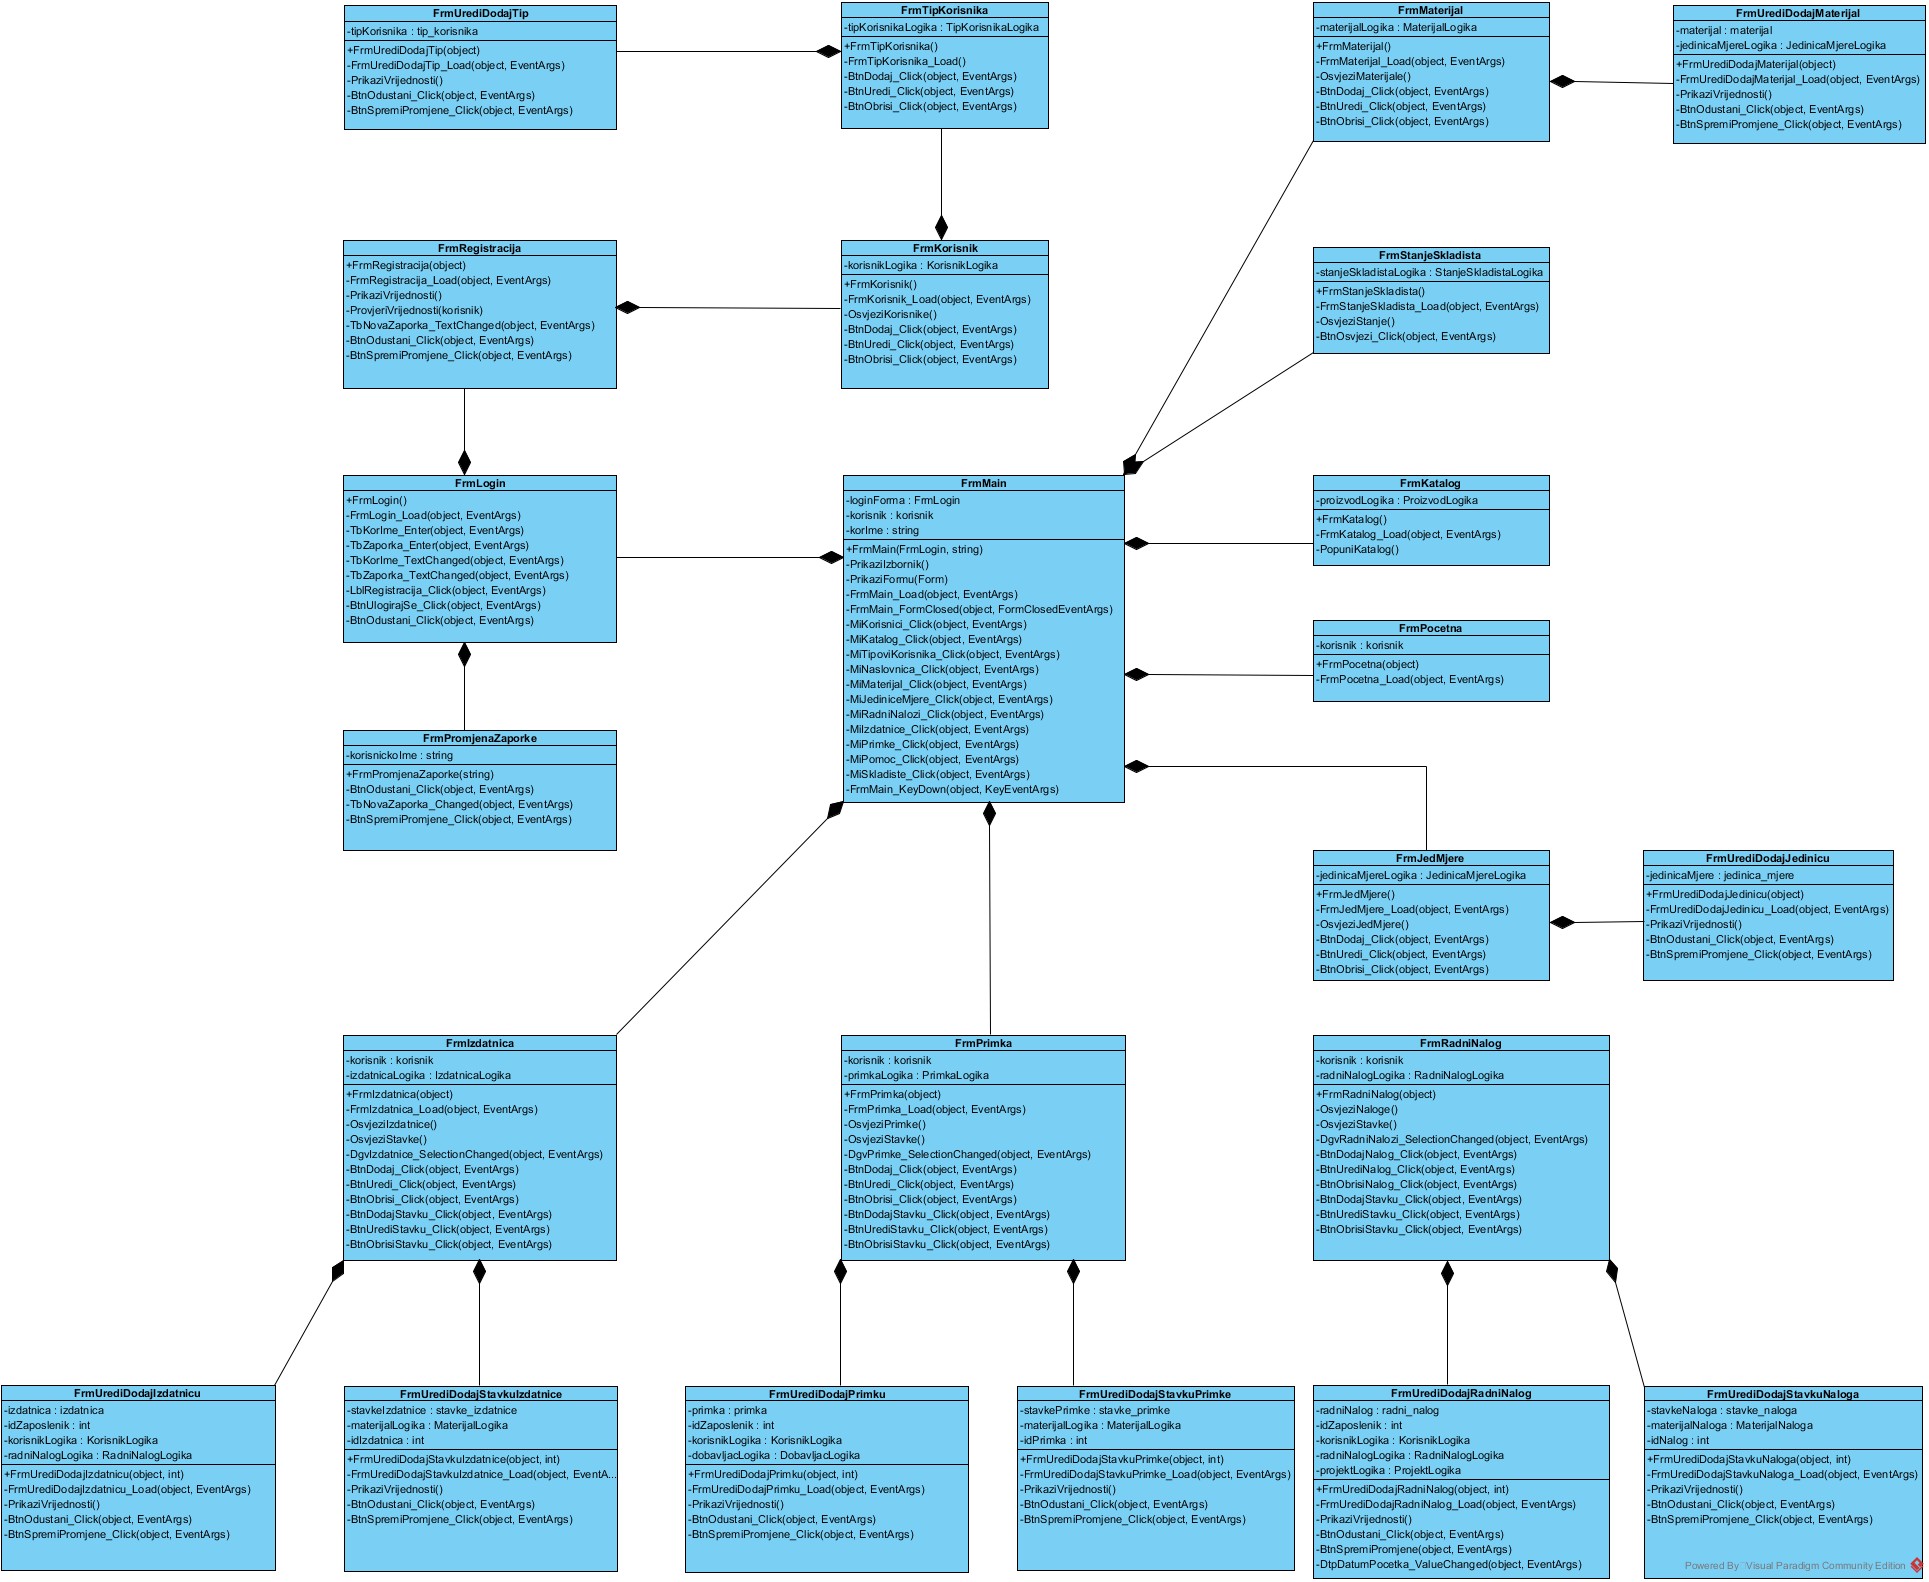 FrmUrediDodajTip
-tipKorisnika : tip_korisnika
+FrmUrediDodajTip(object)
-FrmUrediDodajTip_Load(object, EventArgs)
-PrikaziVrijednosti()
-BtnOdustani_Click(object, EventArgs)
-BtnSpremiPromjene_Click(object, EventArgs)
FrmTipKorisnika
-tipKorisnikaLogika : TipKorisnikaLogika
+FrmTipKorisnika()
-FrmTipKorisnika_Load()
-BtnDodaj_Click(object, EventArgs)
-BtnUredi_Click(object, EventArgs)
-BtnObrisi_Click(object, EventArgs)
FrmMaterijal
-materijalLogika : MaterijalLogika
+FrmMaterijal()
-FrmMaterijal_Load(object, EventArgs)
-OsvjeziMaterijale()
-BtnDodaj_Click(object, EventArgs)
-BtnUredi_Click(object, EventArgs)
-BtnObrisi_Click(object, EventArgs)
FrmUrediDodajMaterijal
-materijal : materijal
-jedinicaMjereLogika : JedinicaMjereLogika
+FrmUrediDodajMaterijal(object)
-FrmUrediDodajMaterijal_Load(object, EventArgs)
-PrikaziVrijednosti()
-BtnOdustani_Click(object, EventArgs)
-BtnSpremiPromjene_Click(object, EventArgs)
FrmRegistracija
+FrmRegistracija(object)
-FrmRegistracija_Load(object, EventArgs)
-PrikaziVrijednosti()
-ProvjeriVrijednosti(korisnik)
-TbNovaZaporka_TextChanged(object, EventArgs)
-BtnOdustani_Click(object, EventArgs)
-BtnSpremiPromjene_Click(object, EventArgs)
FrmKorisnik
-korisnikLogika : KorisnikLogika
+FrmKorisnik()
-FrmKorisnik_Load(object, EventArgs)
-OsvjeziKorisnike()
-BtnDodaj_Click(object, EventArgs)
-BtnUredi_Click(object, EventArgs)
-BtnObrisi_Click(object, EventArgs)
FrmStanjeSkladista
-stanjeSkladistaLogika : StanjeSkladistaLogika
+FrmStanjeSkladista()
-FrmStanjeSkladista_Load(object, EventArgs)
-OsvjeziStanje()
-BtnOsvjezi_Click(object, EventArgs)
FrmLogin
+FrmLogin()
-FrmLogin_Load(object, EventArgs)
-TbKorIme_Enter(object, EventArgs)
-TbZaporka_Enter(object, EventArgs)
-TbKorIme_TextChanged(object, EventArgs)
-TbZaporka_TextChanged(object, EventArgs)
-LblRegistracija_Click(object, EventArgs)
-BtnUlogirajSe_Click(object, EventArgs)
-BtnOdustani_Click(object, EventArgs)
FrmMain
-loginForma : FrmLogin
-korisnik : korisnik
-korIme : string
+FrmMain(FrmLogin, string)
-PrikaziIzbornik()
-PrikaziFormu(Form)
-FrmMain_Load(object, EventArgs)
-FrmMain_FormClosed(object, FormClosedEventArgs)
-MiKorisnici_Click(object, EventArgs)
-MiKatalog_Click(object, EventArgs)
-MiTipoviKorisnika_Click(object, EventArgs)
-MiNaslovnica_Click(object, EventArgs)
-MiMaterijal_Click(object, EventArgs)
-MiJediniceMjere_Click(object, EventArgs)
-MiRadniNalozi_Click(object, EventArgs)
-MiIzdatnice_Click(object, EventArgs)
-MiPrimke_Click(object, EventArgs)
-MiPomoc_Click(object, EventArgs)
-MiSkladiste_Click(object, EventArgs)
-FrmMain_KeyDown(object, KeyEventArgs)
FrmKatalog
-proizvodLogika : ProizvodLogika
+FrmKatalog()
-FrmKatalog_Load(object, EventArgs)
-PopuniKatalog()
FrmPocetna
-korisnik : korisnik
+FrmPocetna(object)
-FrmPocetna_Load(object, EventArgs)
FrmPromjenaZaporke
-korisnickoIme : string
+FrmPromjenaZaporke(string)
-BtnOdustani_Click(object, EventArgs)
-TbNovaZaporka_Changed(object, EventArgs)
-BtnSpremiPromjene_Click(object, EventArgs)
FrmJedMjere
-jedinicaMjereLogika : JedinicaMjereLogika
+FrmJedMjere()
-FrmJedMjere_Load(object, EventArgs)
-OsvjeziJedMjere()
-BtnDodaj_Click(object, EventArgs)
-BtnUredi_Click(object, EventArgs)
-BtnObrisi_Click(object, EventArgs)
FrmUrediDodajJedinicu
-jedinicaMjere : jedinica_mjere
+FrmUrediDodajJedinicu(object)
-FrmUrediDodajJedinicu_Load(object, EventArgs)
-PrikaziVrijednosti()
-BtnOdustani_Click(object, EventArgs)
-BtnSpremiPromjene_Click(object, EventArgs)
FrmIzdatnica
-korisnik : korisnik
-izdatnicaLogika : IzdatnicaLogika
+FrmIzdatnica(object)
-FrmIzdatnica_Load(object, EventArgs)
-OsvjeziIzdatnice()
-OsvjeziStavke()
-DgvIzdatnice_SelectionChanged(object, EventArgs)
-BtnDodaj_Click(object, EventArgs)
-BtnUredi_Click(object, EventArgs)
-BtnObrisi_Click(object, EventArgs)
-BtnDodajStavku_Click(object, EventArgs)
-BtnUrediStavku_Click(object, EventArgs)
-BtnObrisiStavku_Click(object, EventArgs)
FrmPrimka
-korisnik : korisnik
-primkaLogika : PrimkaLogika
+FrmPrimka(object)
-FrmPrimka_Load(object, EventArgs)
-OsvjeziPrimke()
-OsvjeziStavke()
-DgvPrimke_SelectionChanged(object, EventArgs)
-BtnDodaj_Click(object, EventArgs)
-BtnUredi_Click(object, EventArgs)
-BtnObrisi_Click(object, EventArgs)
-BtnDodajStavku_Click(object, EventArgs)
-BtnUrediStavku_Click(object, EventArgs)
-BtnObrisiStavku_Click(object, EventArgs)
FrmRadniNalog
-korisnik : korisnik
-radniNalogLogika : RadniNalogLogika
+FrmRadniNalog(object)
-OsvjeziNaloge()
-OsvjeziStavke()
-DgvRadniNalozi_SelectionChanged(object, EventArgs)
-BtnDodajNalog_Click(object, EventArgs)
-BtnUrediNalog_Click(object, EventArgs)
-BtnObrisiNalog_Click(object, EventArgs)
-BtnDodajStavku_Click(object, EventArgs)
-BtnUrediStavku_Click(object, EventArgs)
-BtnObrisiStavku_Click(object, EventArgs)
FrmUrediDodajIzdatnicu
-izdatnica : izdatnica
-idZaposlenik : int
-korisnikLogika : KorisnikLogika
-radniNalogLogika : RadniNalogLogika
+FrmUrediDodajIzdatnicu(object, int)
-FrmUrediDodajIzdatnicu_Load(object, EventArgs)
-PrikaziVrijednosti()
-BtnOdustani_Click(object, EventArgs)
-BtnSpremiPromjene_Click(object, EventArgs)
FrmUrediDodajStavkuIzdatnice
-stavkeIzdatnice : stavke_izdatnice
-materijalLogika : MaterijalLogika
-idIzdatnica : int
+FrmUrediDodajStavkuIzdatnice(object, int)
-FrmUrediDodajStavkuIzdatnice_Load(object, EventA...
-PrikaziVrijednosti()
-BtnOdustani_Click(object, EventArgs)
-BtnSpremiPromjene_Click(object, EventArgs)
FrmUrediDodajPrimku
-primka : primka
-idZaposlenik : int
-korisnikLogika : KorisnikLogika
-dobavljacLogika : DobavljacLogika
+FrmUrediDodajPrimku(object, int)
-FrmUrediDodajPrimku_Load(object, EventArgs)
-PrikaziVrijednosti()
-BtnOdustani_Click(object, EventArgs)
-BtnSpremiPromjene_Click(object, EventArgs)
FrmUrediDodajStavkuPrimke
-stavkePrimke : stavke_primke
-materijalLogika : MaterijalLogika
-idPrimka : int
+FrmUrediDodajStavkuPrimke(object, int)
-FrmUrediDodajStavkuPrimke_Load(object, EventArgs)
-PrikaziVrijednosti()
-BtnOdustani_Click(object, EventArgs)
-BtnSpremiPromjene_Click(object, EventArgs)
FrmUrediDodajRadniNalog
-radniNalog : radni_nalog
-idZaposlenik : int
-korisnikLogika : KorisnikLogika
-radniNalogLogika : RadniNalogLogika
-projektLogika : ProjektLogika
+FrmUrediDodajRadniNalog(object, int)
-FrmUrediDodajRadniNalog_Load(object, EventArgs)
-PrikaziVrijednosti()
-BtnOdustani_Click(object, EventArgs)
-BtnSpremiPromjene(object, EventArgs)
-DtpDatumPocetka_ValueChanged(object, EventArgs)
FrmUrediDodajStavkuNaloga
-stavkeNaloga : stavke_naloga
-materijalNaloga : MaterijalNaloga
-idNalog : int
+FrmUrediDodajStavkuNaloga(object, int)
-FrmUrediDodajStavkuNaloga_Load(object, EventArgs)
-PrikaziVrijednosti()
-BtnOdustani_Click(object, EventArgs)
-BtnSpremiPromjene_Click(object, EventArgs)
Powered By Visual Paradigm Community Edition